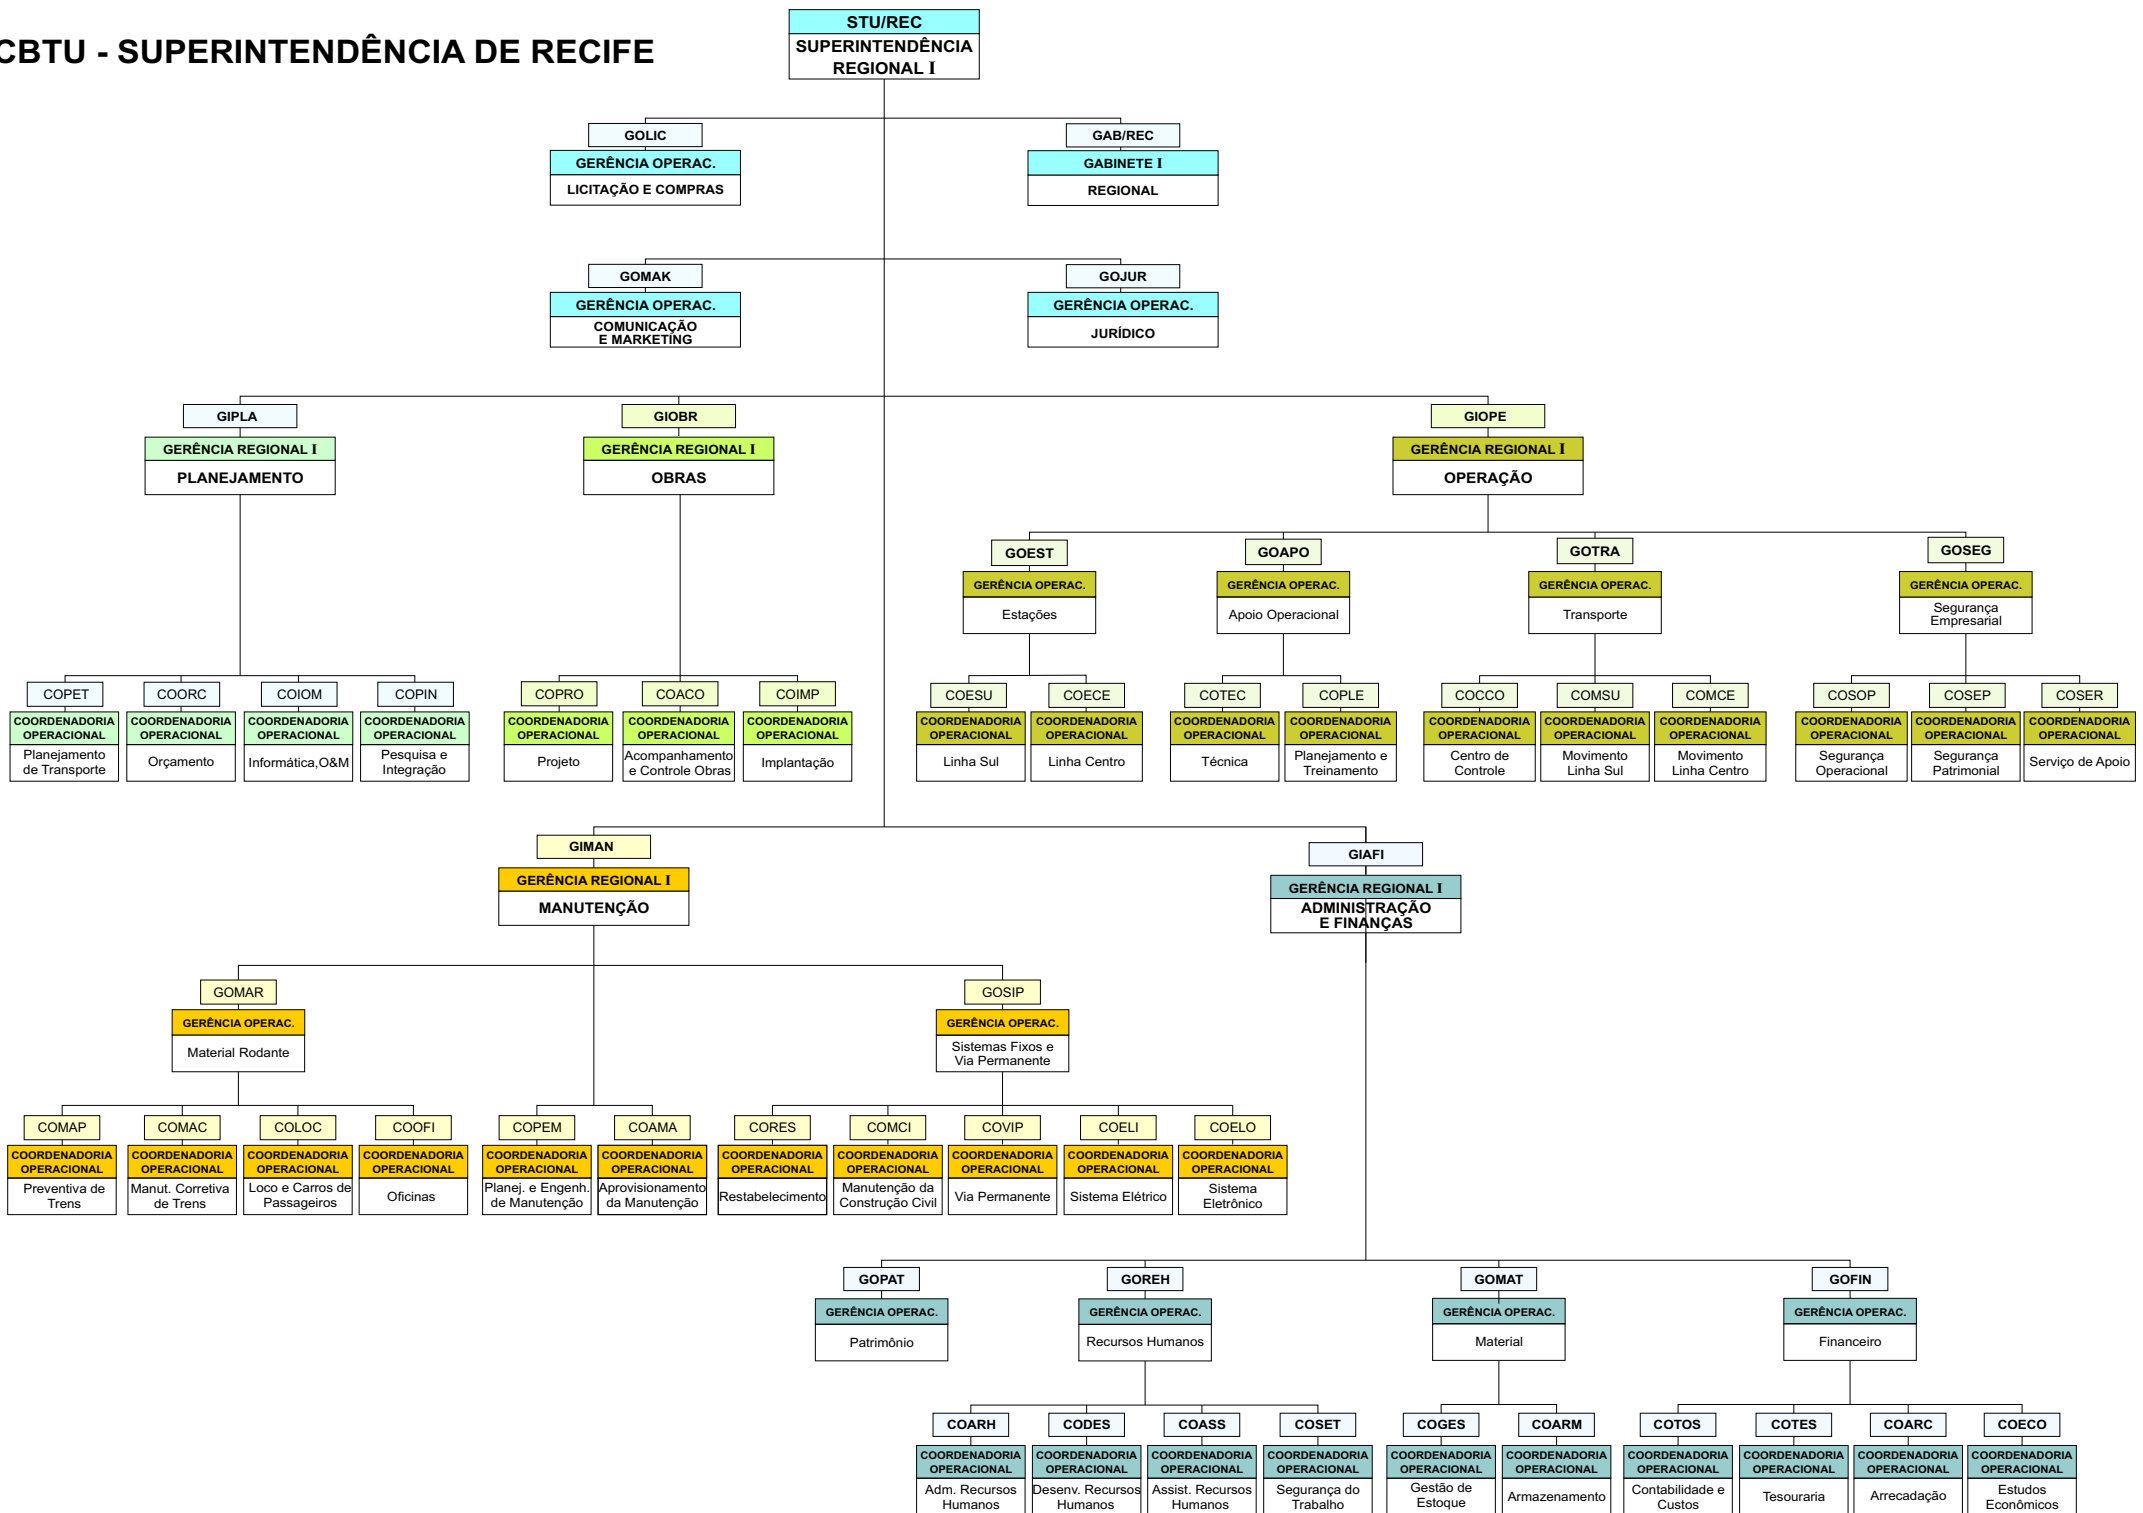 CBTU - SUPERINTENDÊNCIA DE RECIFE
STU/REC
SUPERINTENDÊNCIA
REGIONAL I
GOLIC
GERÊNCIA OPERAC.
LICITAÇÃO E COMPRAS
GAB/REC
GABINETE I
REGIONAL
GOMAK
GERÊNCIA OPERAC.
COMUNICAÇÃO
E MARKETING
GOJUR
GERÊNCIA OPERAC.
JURÍDICO
GIPLA
GERÊNCIA REGIONAL I
PLANEJAMENTO
GIOBR
GERÊNCIA REGIONAL I
OBRAS
GIOPE
GERÊNCIA REGIONAL I
OPERAÇÃO
GOEST
GERÊNCIA OPERAC.
Estações
GOAPO
GERÊNCIA OPERAC.
Apoio Operacional
GOTRA
GERÊNCIA OPERAC.
Transporte
GOSEG
GERÊNCIA OPERAC.
Segurança
Empresarial
COPET
COORDENADORIA
OPERACIONAL
Planejamento
de Transporte
COORC
COORDENADORIA
OPERACIONAL
Orçamento
COIOM
COORDENADORIA
OPERACIONAL
Informática,O&M
COPIN
COORDENADORIA
OPERACIONAL
Pesquisa e
Integração
COPRO
COORDENADORIA
OPERACIONAL
Projeto
COACO
COORDENADORIA
OPERACIONAL
Acompanhamento
e Controle Obras
COIMP
COORDENADORIA
OPERACIONAL
Implantação
COESU
COORDENADORIA
OPERACIONAL
Linha Sul
COECE
COORDENADORIA
OPERACIONAL
Linha Centro
COTEC
COORDENADORIA
OPERACIONAL
Técnica
COPLE
COORDENADORIA
OPERACIONAL
Planejamento e
Treinamento
COCCO
COORDENADORIA
OPERACIONAL
Centro de
Controle
COMSU
COORDENADORIA
OPERACIONAL
Movimento
Linha Sul
COMCE
COORDENADORIA
OPERACIONAL
Movimento
Linha Centro
COSOP
COORDENADORIA
OPERACIONAL
Segurança
Operacional
COSEP
COORDENADORIA
OPERACIONAL
Segurança
Patrimonial
COSER
COORDENADORIA
OPERACIONAL
Serviço de Apoio
GIMAN
GERÊNCIA REGIONAL I
MANUTENÇÃO
GIAFI
GERÊNCIA REGIONAL I
ADMINISTRAÇÃO
E FINANÇAS
GOMAR
GERÊNCIA OPERAC.
Material Rodante
GOSIP
GERÊNCIA OPERAC.
Sistemas Fixos e
Via Permanente
COMAP
COORDENADORIA
OPERACIONAL
Preventiva de
Trens
COMAC
COORDENADORIA
OPERACIONAL
Manut. Corretiva
de Trens
COLOC
COORDENADORIA
OPERACIONAL
Loco e Carros de
Passageiros
COOFI
COORDENADORIA
OPERACIONAL
Oficinas
COPEM
COORDENADORIA
OPERACIONAL
Planej. e Engenh.
de Manutenção
COAMA
COORDENADORIA
OPERACIONAL
Aprovisionamento
da Manutenção
CORES
COORDENADORIA
OPERACIONAL
Restabelecimento
COMCI
COORDENADORIA
OPERACIONAL
Manutenção da
Construção Civil
COVIP
COORDENADORIA
OPERACIONAL
Via Permanente
COELI
COORDENADORIA
OPERACIONAL
Sistema Elétrico
COELO
COORDENADORIA
OPERACIONAL
Sistema
Eletrônico
GOPAT
GERÊNCIA OPERAC.
Patrimônio
GOREH
GERÊNCIA OPERAC.
Recursos Humanos
GOMAT
GERÊNCIA OPERAC.
Material
GOFIN
GERÊNCIA OPERAC.
Financeiro
COARH
COORDENADORIA
OPERACIONAL
Adm. Recursos
Humanos
CODES
COORDENADORIA
OPERACIONAL
Desenv. Recursos
Humanos
COASS
COORDENADORIA
OPERACIONAL
Assist. Recursos
Humanos
COSET
COORDENADORIA
OPERACIONAL
Segurança do
Trabalho
COGES
COORDENADORIA
OPERACIONAL
Gestão de
Estoque
COARM
COORDENADORIA
OPERACIONAL
Armazenamento
COTOS
COORDENADORIA
OPERACIONAL
Contabilidade e
Custos
COTES
COORDENADORIA
OPERACIONAL
Tesouraria
COARC
COORDENADORIA
OPERACIONAL
Arrecadação
COECO
COORDENADORIA
OPERACIONAL
Estudos
Econômicos